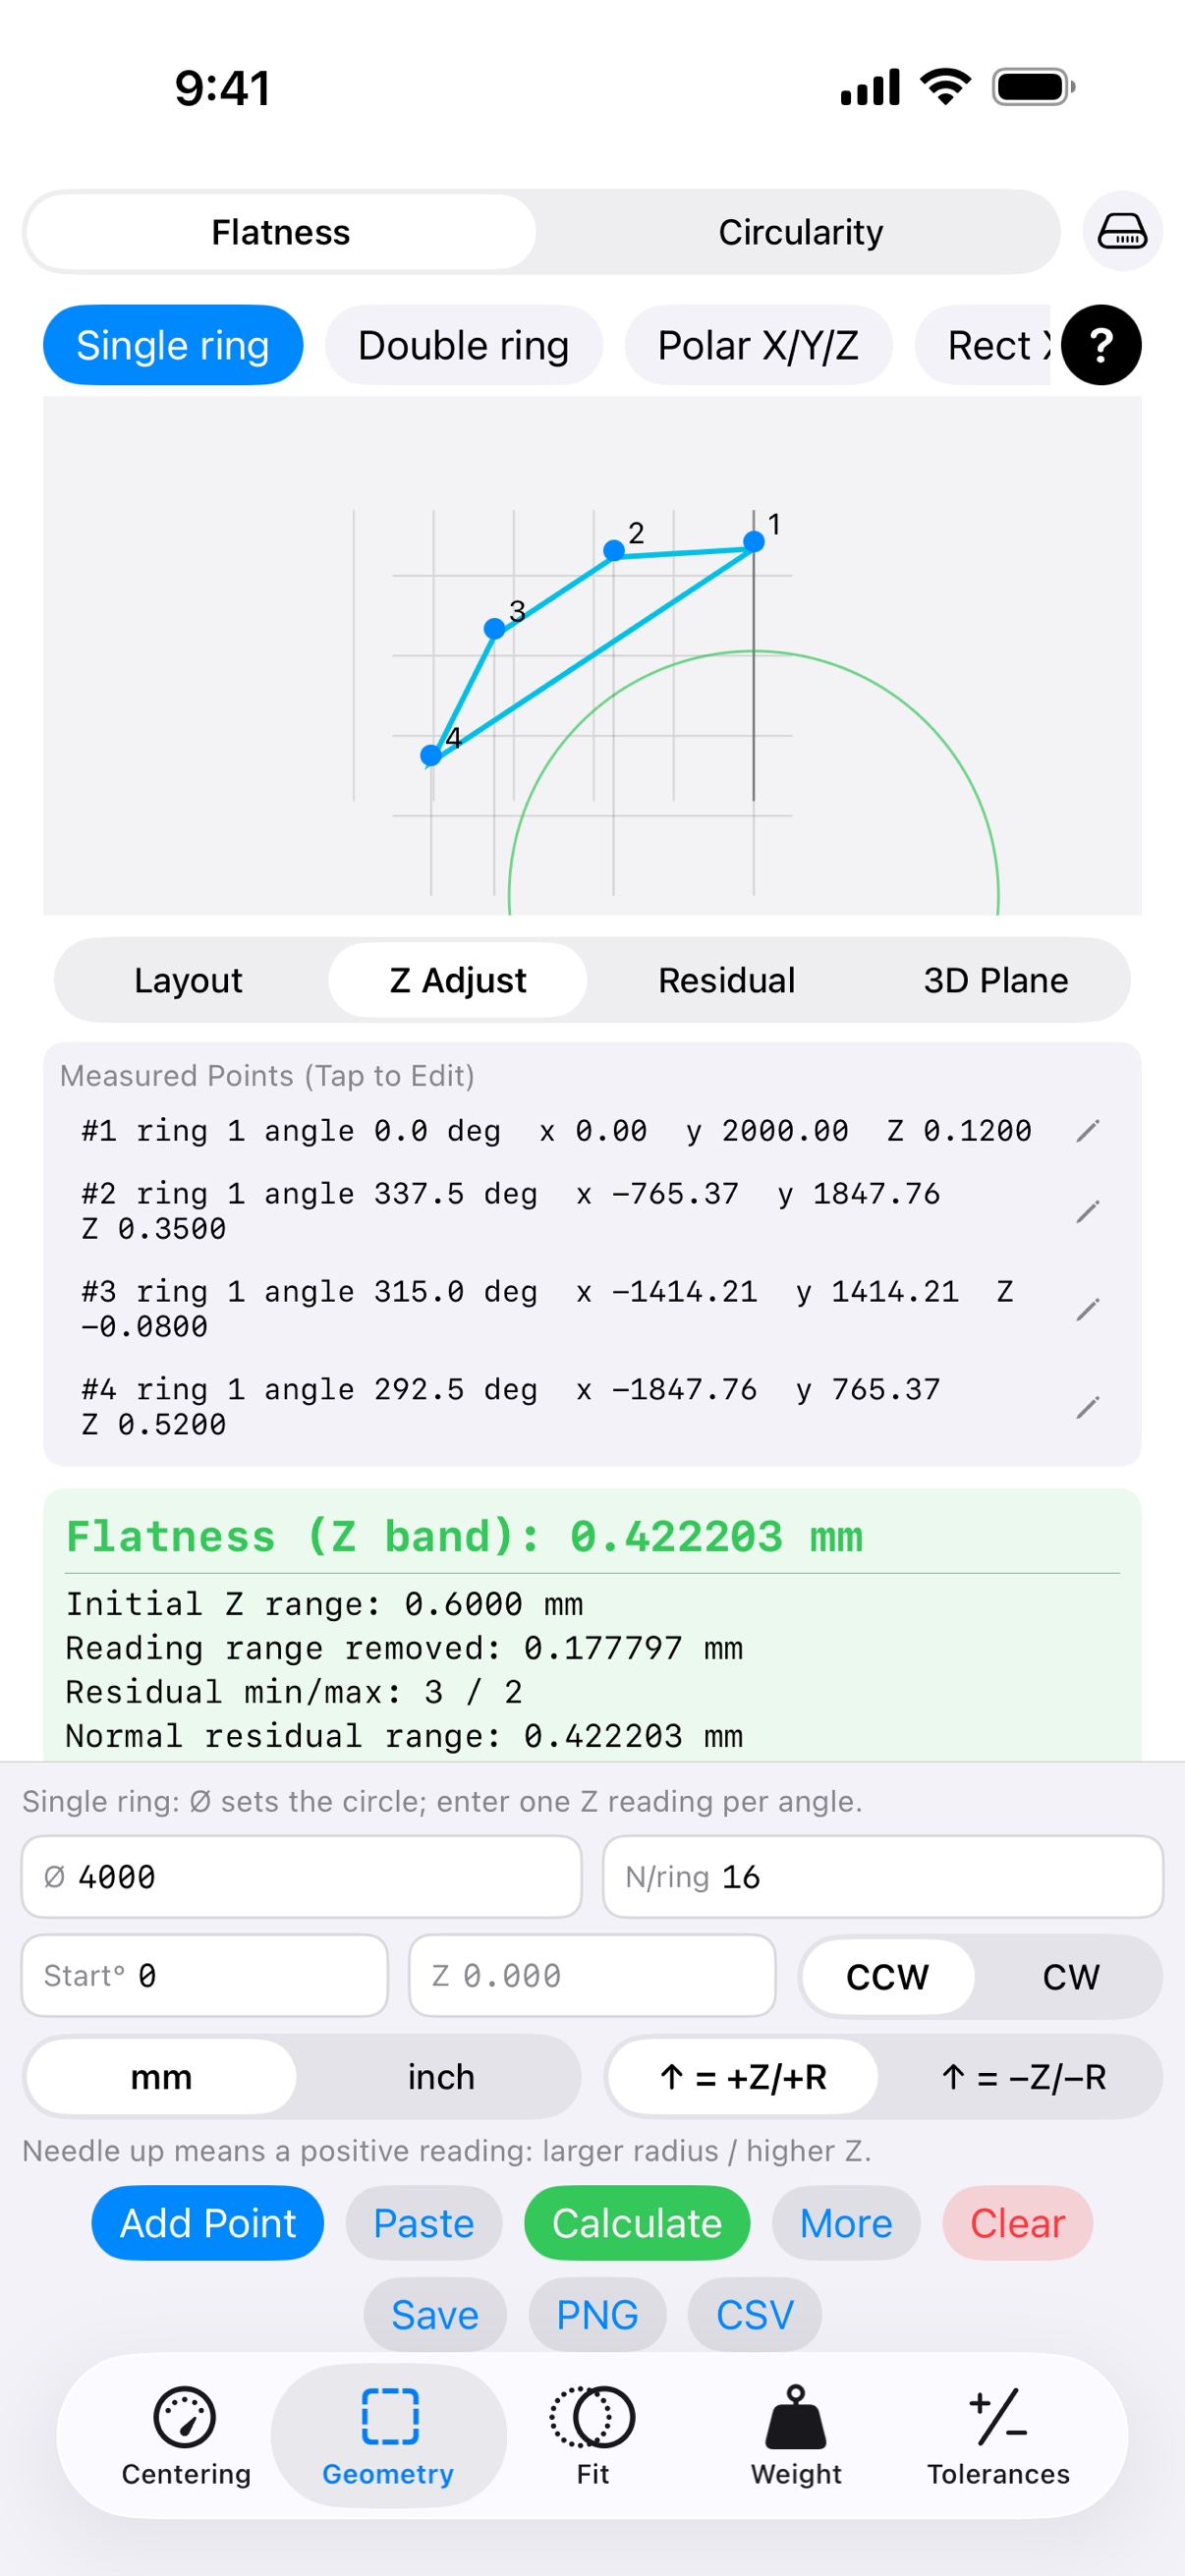 9:41
Flatness
Circularity
Single ring
Double ring
Polar X/Y/Z
Rect
?
1
2
3
4
Layout
Z Adjust
Residual
3D Plane
Measured Points (Tap to Edit)
#1 ring 1 angle 0.0 deg  x 0.00  y 2000.00  Z 0.1200
#2 ring 1 angle 337.5 deg  x −765.37  y 1847.76
Z 0.3500
#3 ring 1 angle 315.0 deg  x −1414.21  y 1414.21  Z
−0.0800
#4 ring 1 angle 292.5 deg  x −1847.76  y 765.37
Z 0.5200
Flatness (Z band): 0.422203 mm
Initial Z range: 0.6000 mm
Reading range removed: 0.177797 mm
Residual min/max: 3 / 2
Normal residual range: 0.422203 mm
Single ring: Ø sets the circle; enter one Z reading per angle.
Ø 4000
N/ring 16
Start° 0
Z 0.000
CCW
CW
mm
inch
↑ = +Z/+R
↑ = −Z/−R
Needle up means a positive reading: larger radius / higher Z.
Add Point
Paste
Calculate
More
Clear
Save
PNG
CSV
Centering
Geometry
Fit
Weight
Tolerances